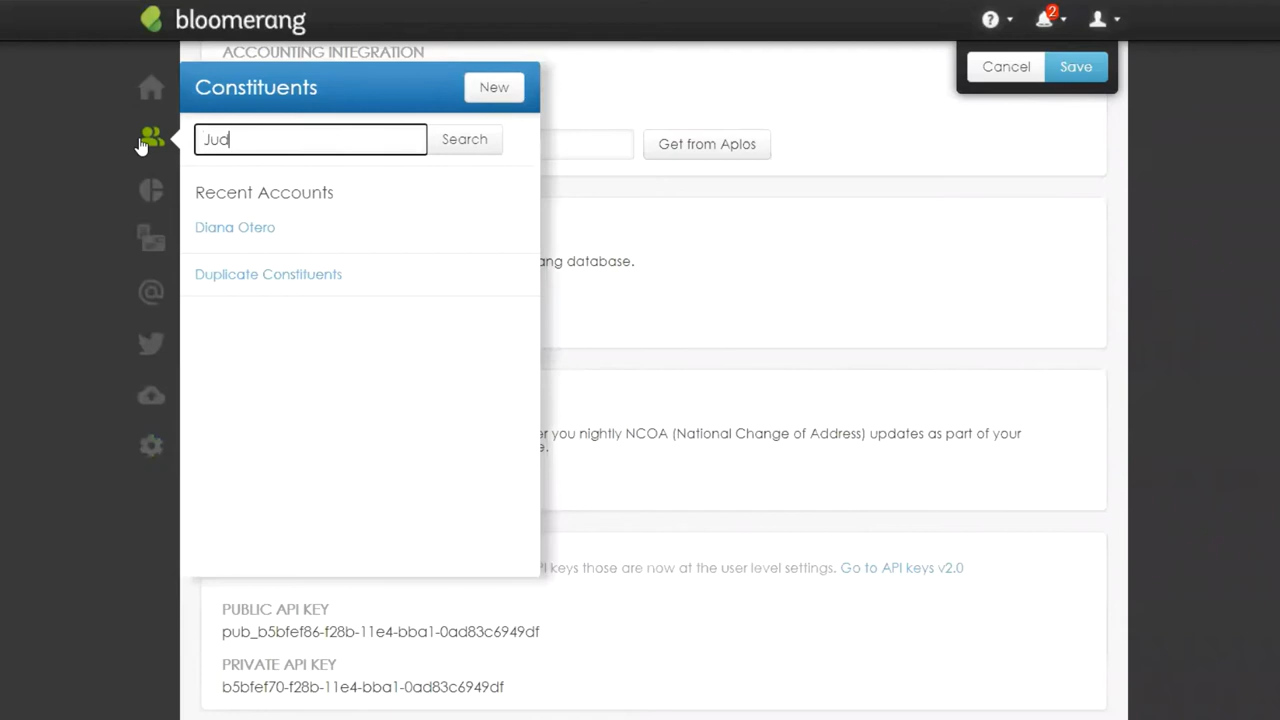 bloomerang
2
ACCOUNTING INTEGRATION
Cancel
Save
Constituents
New
Jud
Search
Get from Aplos
Recent Accounts
Diana Otero
ang database.
Duplicate Constituents
you nightly NCOA (National Change of Address) updates as part of your
keys those are now at the user level settings. Go to API keys v2.0
PUBLIC API KEY
pub_b5bfef86-f28b-11e4-bba1-0ad83c6949df
PRIVATE API KEY
b5bfef70-f28b-11e4-bba1-0ad83c6949df